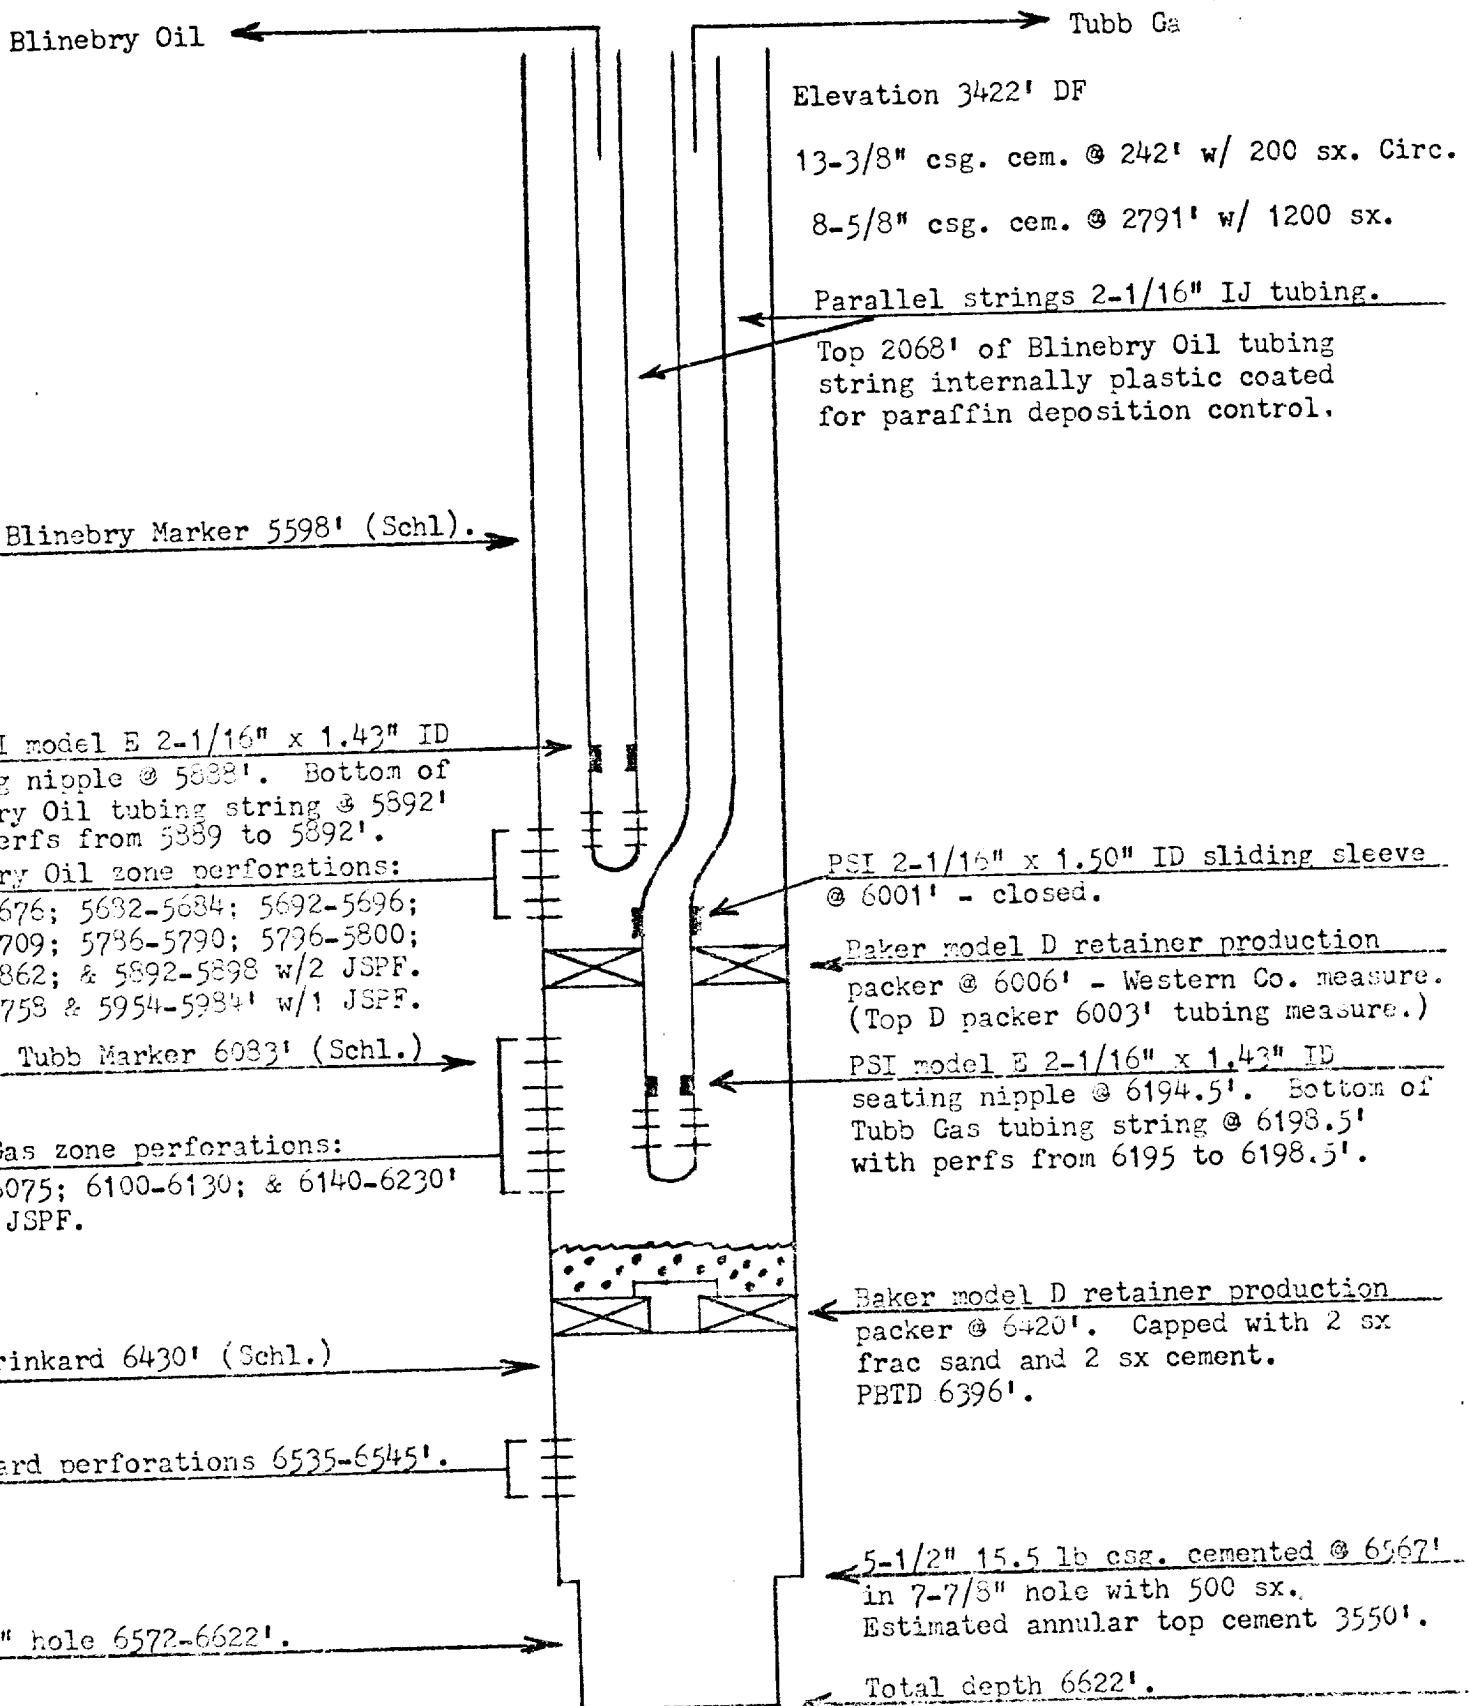 Blinebry Oil
Tubb Ga
Elevation 3422' DF
13-3/8" csg. cem. @ 242' w/ 200 sx. Circ.
8-5/8" csg. cem. @ 2791' w/ 1200 sx.
Parallel strings 2-1/16" IJ tubing.
Top 2068' of Blinebry Oil tubing
string internally plastic coated
for paraffin deposition control.
Blinebry Marker 5598' (Schl).
I model E 2-1/16" x 1.43" ID
g nipple @ 5888'. Bottom of
ry Oil tubing string @ 5892'
erfs from 5889 to 5892'.
ry Oil zone perforations:
676; 5682-5684; 5692-5696;
709; 5786-5790; 5796-5800;
862; & 5892-5898 w/2 JSPF.
758 & 5954-5984' w/1 JSPF.
PSI 2-1/16" x 1.50" ID sliding sleeve
@ 6001' - closed.
Baker model D retainer production
packer @ 6006' - Western Co. measure.
(Top D packer 6003' tubing measure.)
Tubb Marker 6083' (Schl.)
PSI model E 2-1/16" x 1.43" ID
seating nipple @ 6194.5'. Bottom of
Tubb Gas tubing string @ 6198.5'
with perfs from 6195 to 6198.5'.
Gas zone perforations:
6075; 6100-6130; & 6140-6230'
JSPF.
Baker model D retainer production
packer @ 6420'. Capped with 2 sx
frac sand and 2 sx cement.
PBTD 6396'.
rinkard 6430' (Schl.)
ard perforations 6535-6545'.
5-1/2" 15.5 lb csg. cemented @ 6567'
in 7-7/8" hole with 500 sx.
Estimated annular top cement 3550'.
" hole 6572-6622'.
Total depth 6622'.